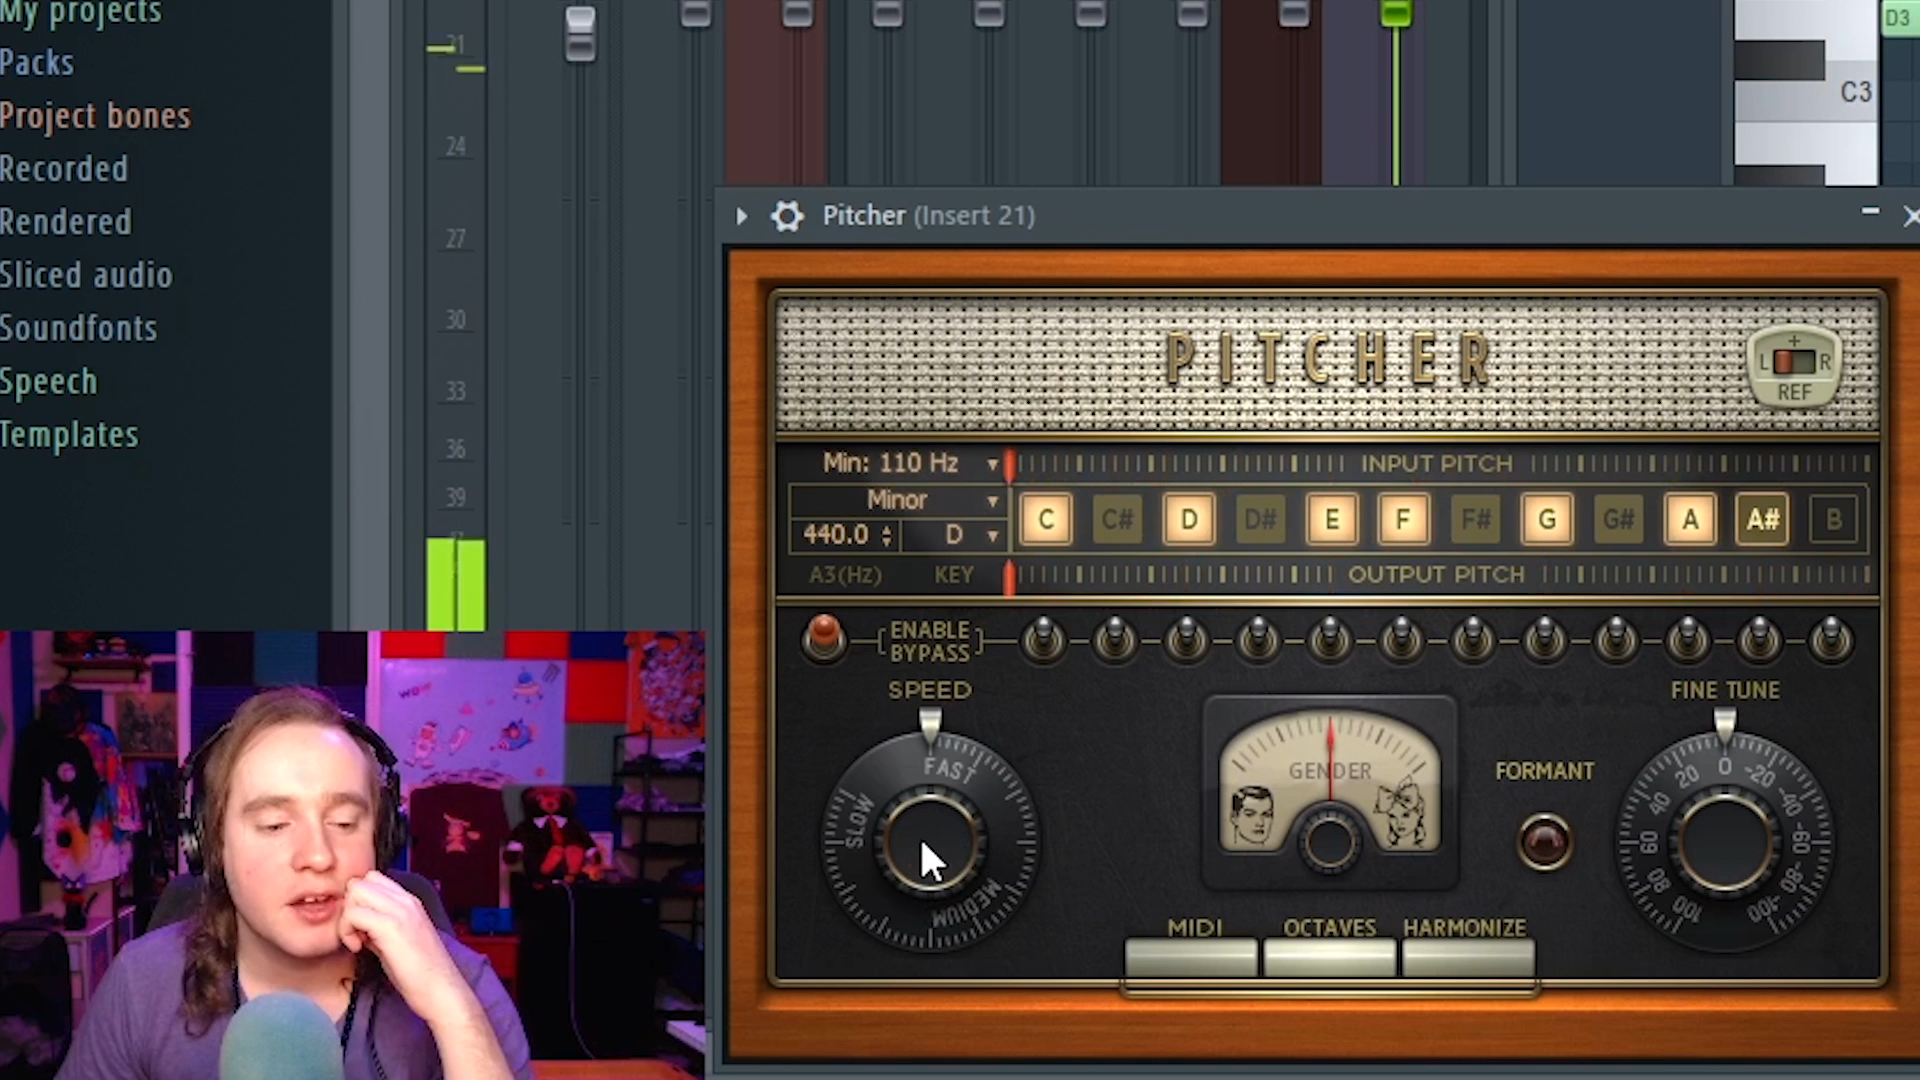 My projects
Packs
Project bones
Recorded
Rendered
Sliced audio
Soundfonts
Speech
Templates
21
24
27
30
33
36
39
C3
D3
Pitcher (Insert 21)
PITCHER
+
L R
REF
Min: 110 Hz
INPUT PITCH
Minor
440.0 D
C C# D D# E F F# G G# A A# B
A3(Hz) KEY
OUTPUT PITCH
ENABLE
BYPASS
SPEED
FAST
SLOW
MEDIUM
GENDER
FORMANT
FINE TUNE
0
20 40 60 80 100
-20 -40 -60 -80 -100
MIDI OCTAVES HARMONIZE
WOW